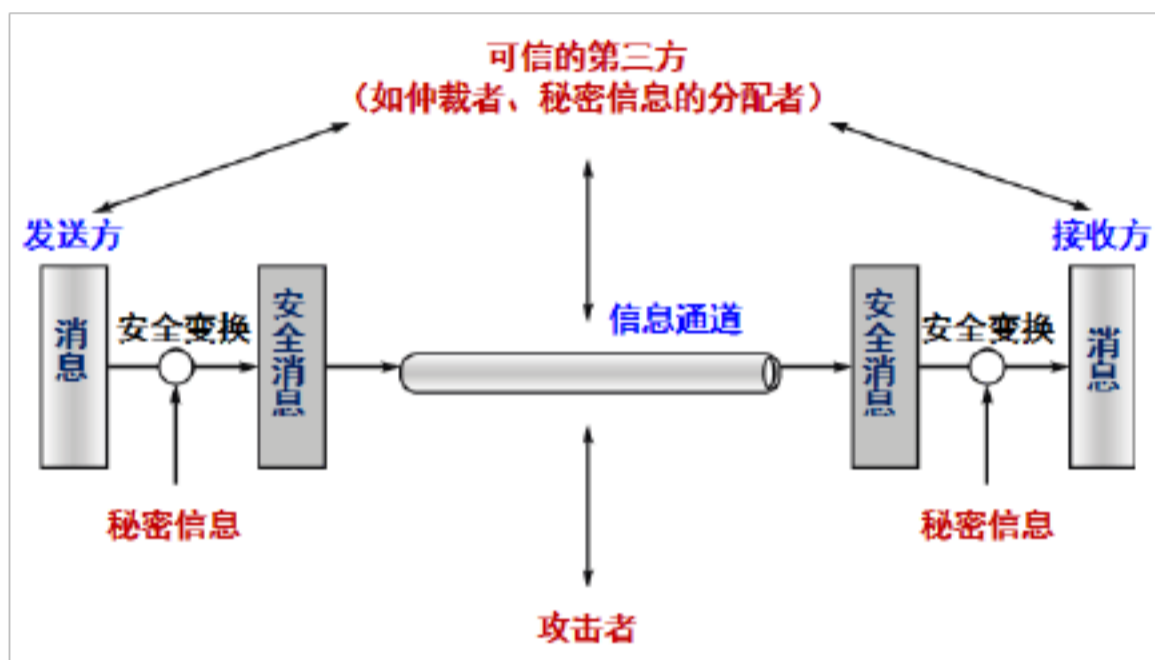 可信的第三方
（如仲裁者、秘密信息的分配者）
发送方
接收方
消息
安全变换
安全消息
信息通道
安全消息
安全变换
消息
秘密信息
秘密信息
攻击者